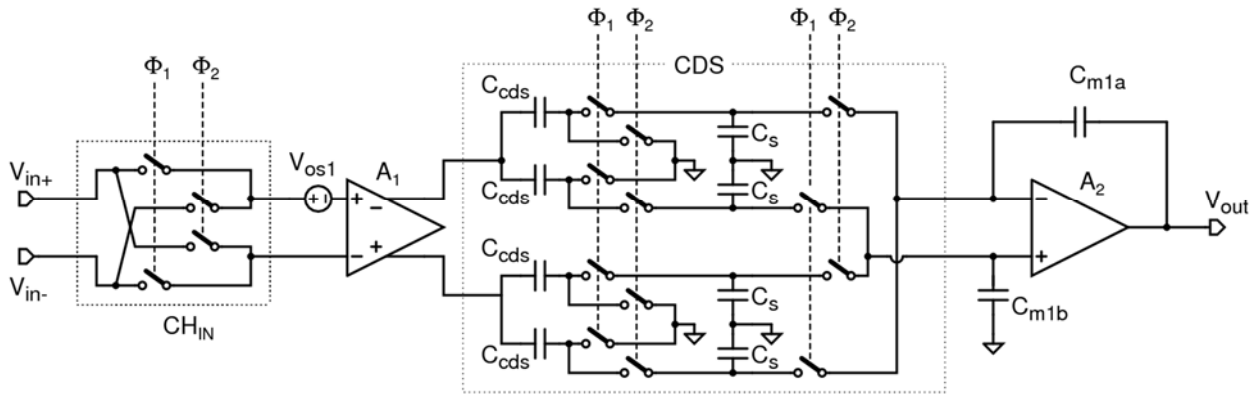 Φ1 Φ2 Φ1 Φ2
CDS
Φ1 Φ2
Ccds
Cm1a
Cs
Vin+
Vos1
A1
Ccds
Cs
A2
Vout
Vin-
CHIN
Ccds
Cs
Cm1b
Ccds
Cs
+ -
+
-
-
+
-
+